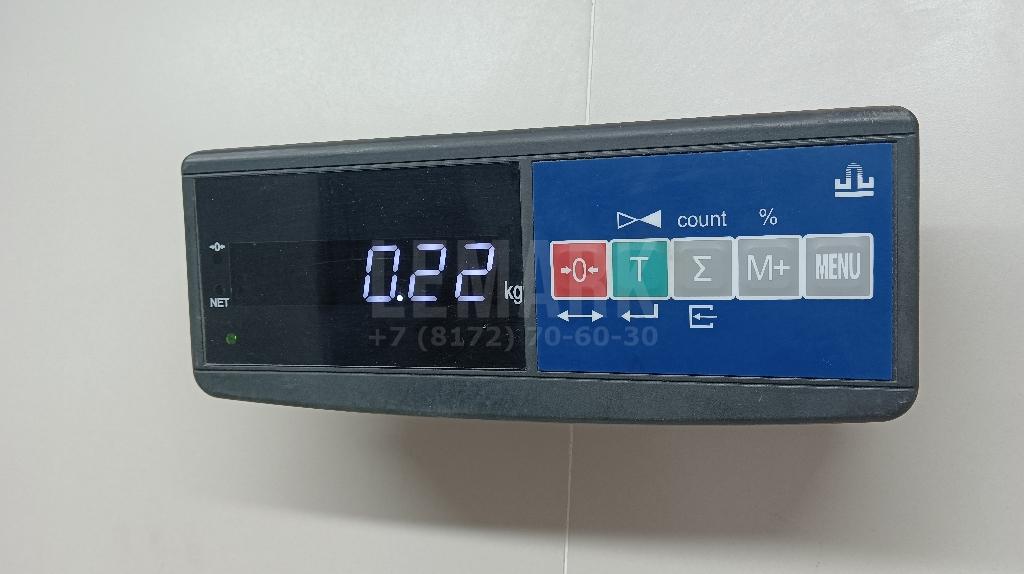 count %
→0← T Σ M+ MENU
→0←
0.22 kg
NET
LEMARK
+7 (8172) 70-60-30